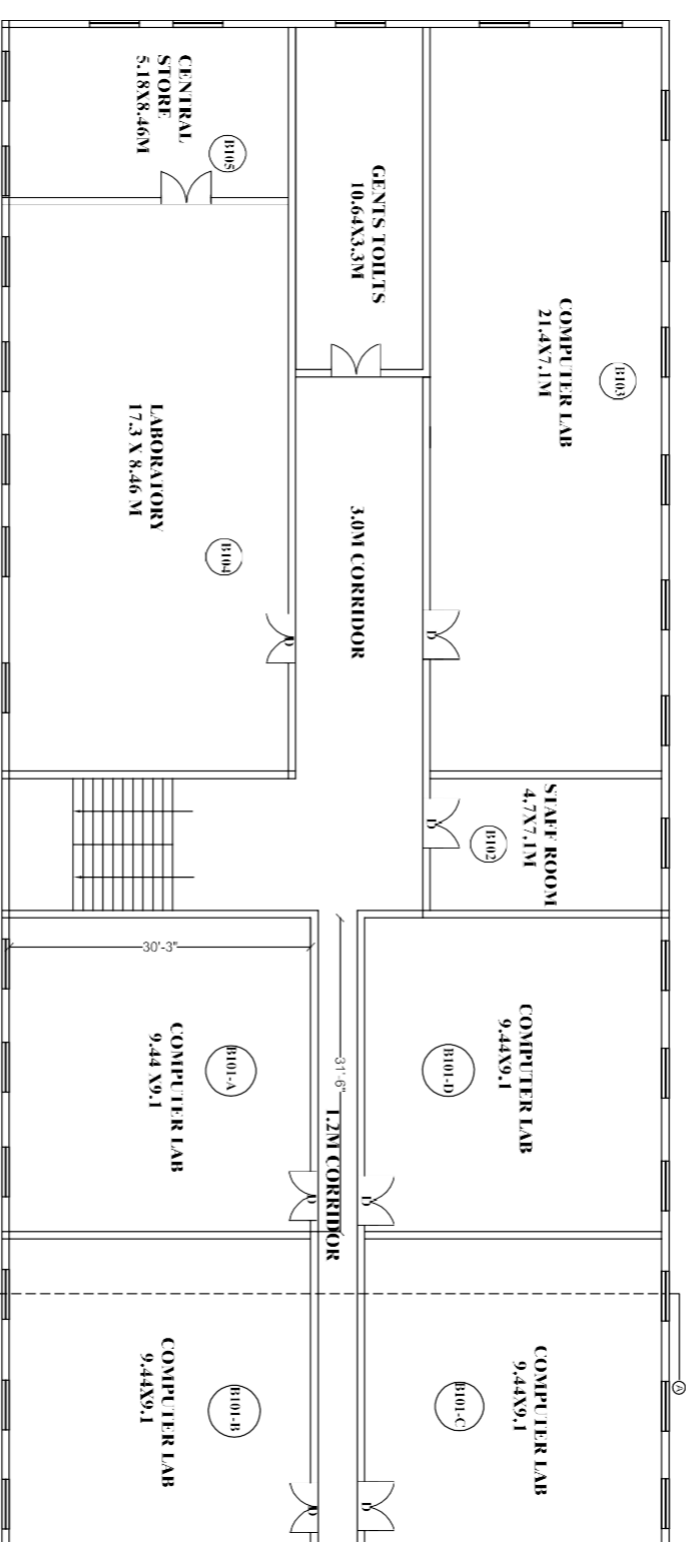 CENTRAL
STORE
5.18X8.46M
B105
GENTS TOILTS
10.64X3.3M
COMPUTER LAB
21.4X7.1M
B103
LABORATORY
17.3 X 8.46 M
B104
3.0M CORRIDOR
D
D
STAFF ROOM
4.7X7.1M
B102
D
30'-3"
31'-6"
1.2M CORRIDOR
COMPUTER LAB
9.44 X9.1
B101-A
D
COMPUTER LAB
9.44X9.1
B101-D
D
COMPUTER LAB
9.44X9.1
B101-B
D
COMPUTER LAB
9.44X9.1
B101-C
D
A